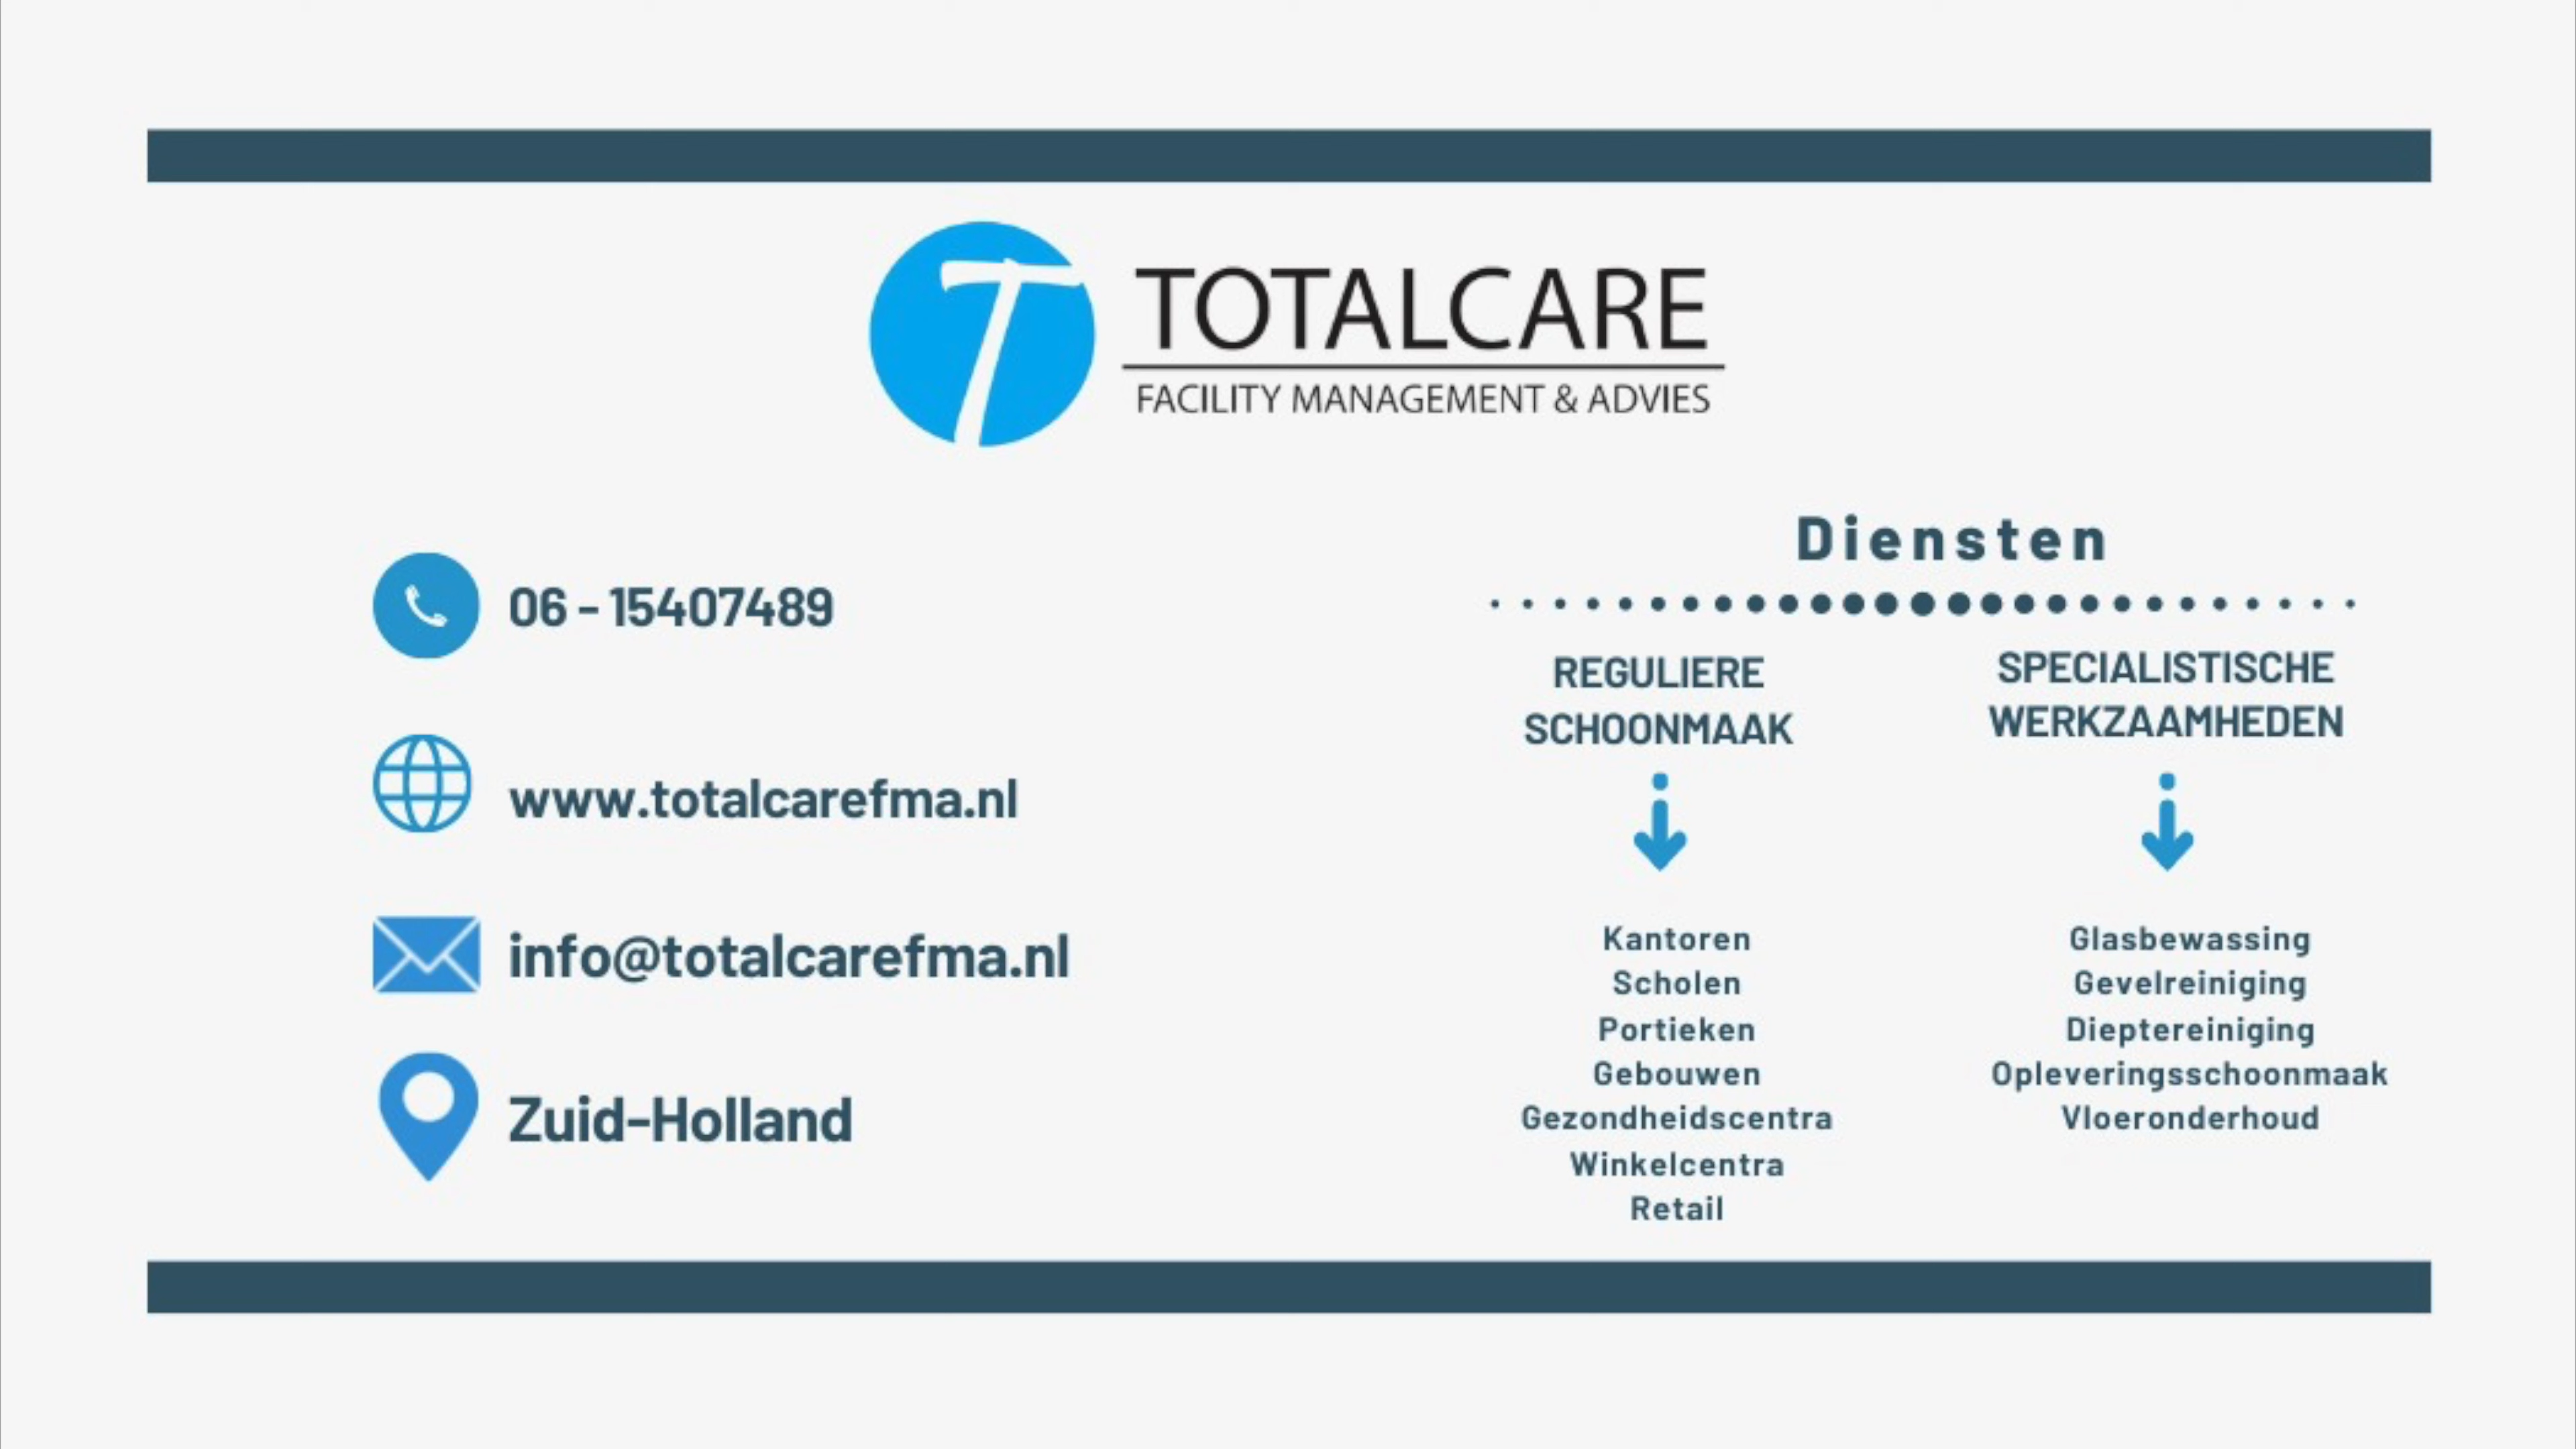 TOTALCARE
FACILITY MANAGEMENT & ADVIES
06 - 15407489
www.totalcarefma.nl
info@totalcarefma.nl
Zuid-Holland
Diensten
REGULIERE
SCHOONMAAK
Kantoren
Scholen
Portieken
Gebouwen
Gezondheidscentra
Winkelcentra
Retail
SPECIALISTISCHE
WERKZAAMHEDEN
Glasbewassing
Gevelreiniging
Dieptereiniging
Opleveringsschoonmaak
Vloeronderhoud